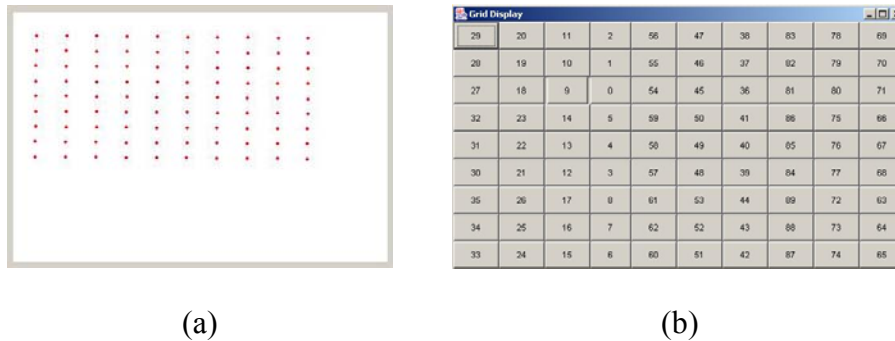 Grid Display
29 20 11 2 56 47 38 83 78 69
28 19 10 1 55 46 37 82 79 70
27 18 9 0 54 45 36 81 80 71
32 23 14 5 59 50 41 86 75 66
31 22 13 4 58 49 40 85 76 67
30 21 12 3 57 48 39 84 77 68
35 26 17 8 61 53 44 89 72 63
34 25 16 7 62 52 43 88 73 64
33 24 15 6 60 51 42 87 74 65
(a) (b)